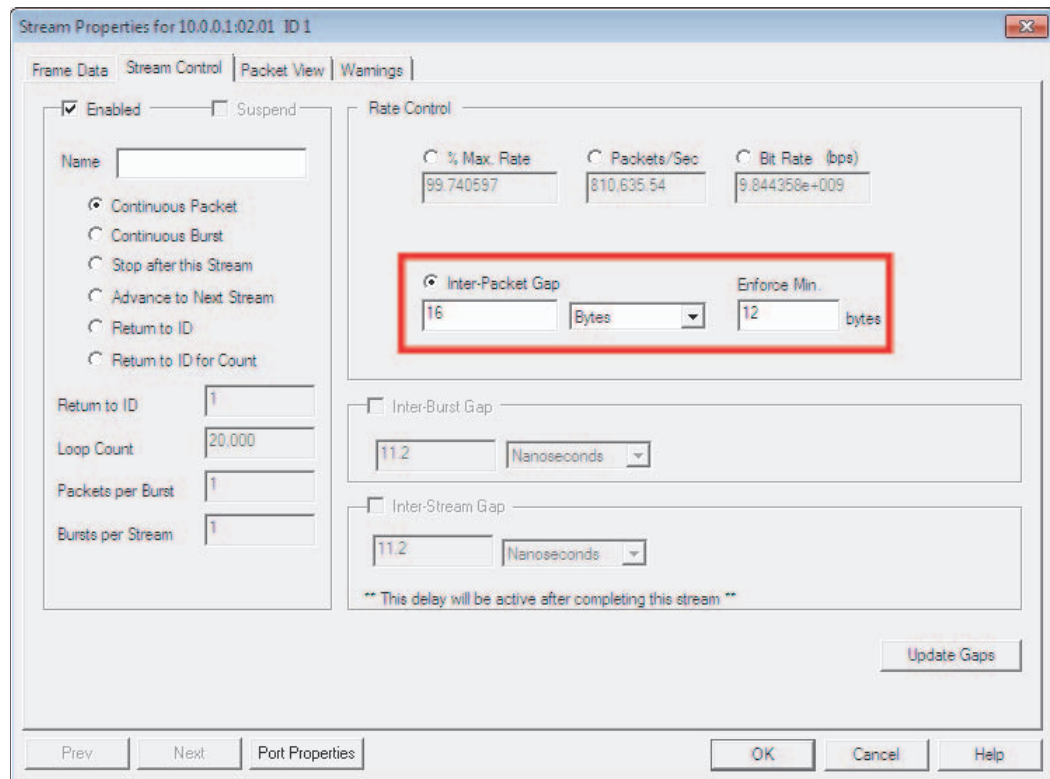 Stream Properties for 10.0.0.1:02.01 ID 1
Frame Data Stream Control Packet View Warnings
Enabled Suspend
Name
Continuous Packet
Continuous Burst
Stop after this Stream
Advance to Next Stream
Return to ID
Return to ID for Count
Return to ID 1
Loop Count 20,000
Packets per Burst 1
Bursts per Stream 1
Rate Control
% Max. Rate Packets/Sec Bit Rate (bps)
99.740597 810,635.54 9.844358e+009
Inter-Packet Gap Enforce Min.
16 Bytes 12 bytes
Inter-Burst Gap
11.2 Nanoseconds
Inter-Stream Gap
11.2 Nanoseconds
** This delay will be active after completing this stream **
Update Gaps
Prev Next Port Properties OK Cancel Help